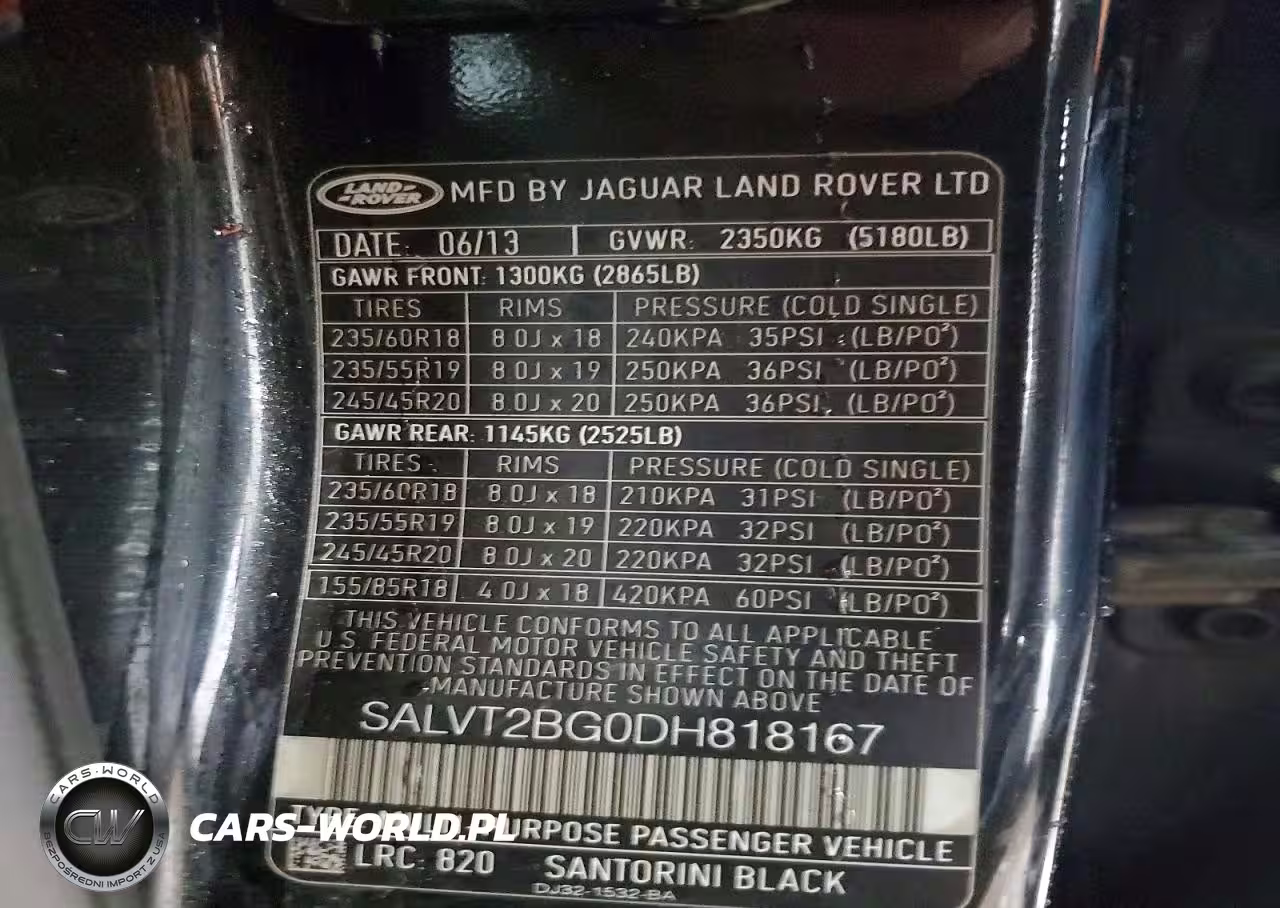 LAND-
-ROVER
MFD BY JAGUAR LAND ROVER LTD
DATE: 06/13 GVWR: 2350KG (5180LB)
GAWR FRONT: 1300KG (2865LB)
TIRES RIMS PRESSURE (COLD SINGLE)
235/60R18 8.0J x 18 240KPA 35PSI (LB/PO²)
235/55R19 8.0J x 19 250KPA 36PSI (LB/PO²)
245/45R20 8.0J x 20 250KPA 36PSI (LB/PO²)
GAWR REAR: 1145KG (2525LB)
TIRES RIMS PRESSURE (COLD SINGLE)
235/60R18 8.0J x 18 210KPA 31PSI (LB/PO²)
235/55R19 8.0J x 19 220KPA 32PSI (LB/PO²)
245/45R20 8.0J x 20 220KPA 32PSI (LB/PO²)
155/85R18 4.0J x 18 420KPA 60PSI (LB/PO²)
THIS VEHICLE CONFORMS TO ALL APPLICABLE
U.S. FEDERAL MOTOR VEHICLE SAFETY AND THEFT
PREVENTION STANDARDS IN EFFECT ON THE DATE OF
MANUFACTURE SHOWN ABOVE
SALVT2BG0DH818167
PURPOSE PASSENGER VEHICLE
LRC: 820 SANTORINI BLACK
DJ32-1532-BA
CARS-WORLD
CW
BEZPOŚREDNI IMPORT Z USA
CARS-WORLD.PL